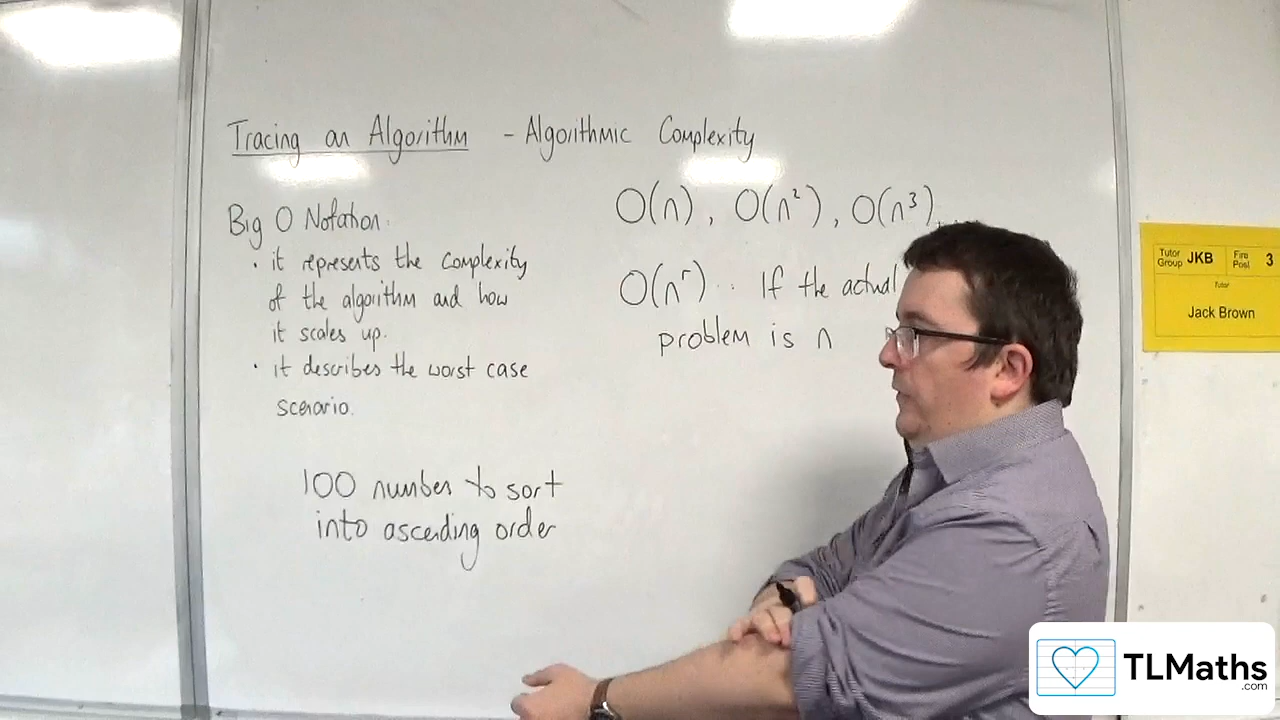 Tracing an Algorithm - Algorithmic Complexity
Big O Notation.
· it represents the complexity
of the algorithm and how
it scales up.
· it describes the worst case
scenario.
100 number to sort
into ascending order
O(n), O(n²), O(n³)...
O(nʳ) : If the actual
problem is n
Tutor Group JKB
Fire Post 3
Tutor
Jack Brown
TLMaths
.com